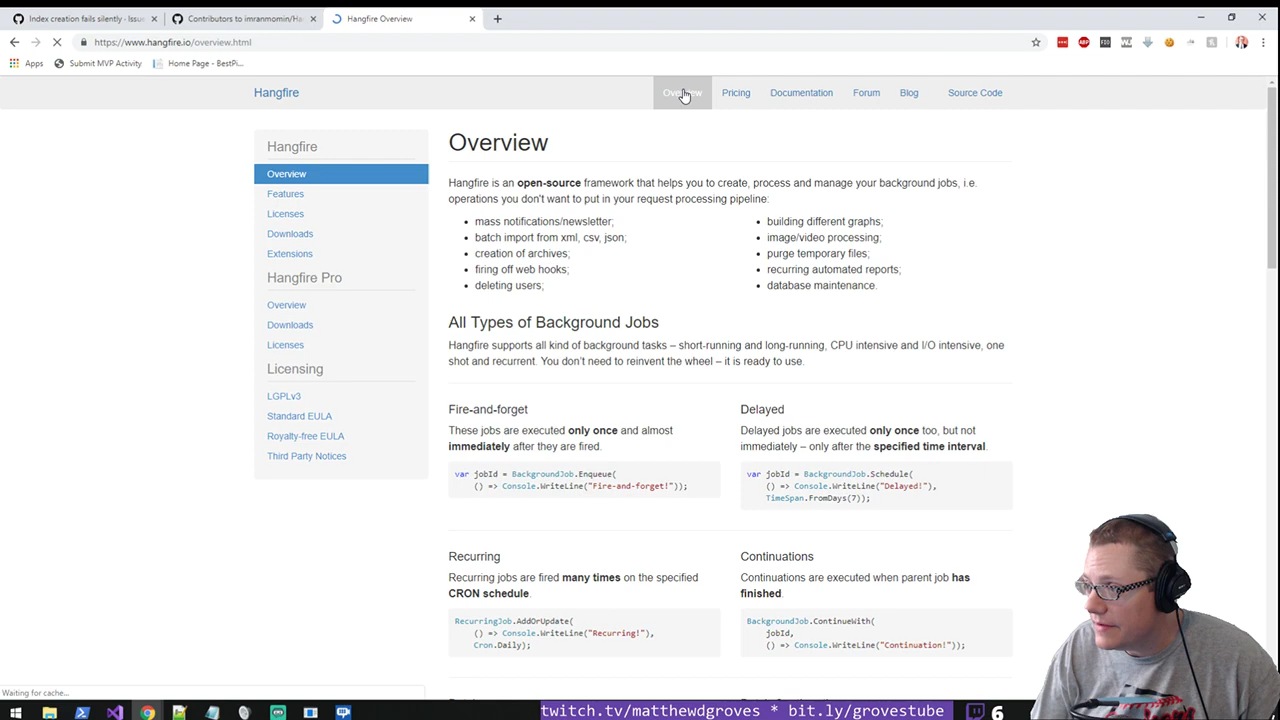 Index creation fails silently - Issue
Contributors to imranmomin/Ha
Hangfire Overview
https://www.hangfire.io/overview.html
Apps
Submit MVP Activity
Home Page - BestPi...
Hangfire
Overview
Pricing
Documentation
Forum
Blog
Source Code
Hangfire
Overview
Features
Licenses
Downloads
Extensions
Hangfire Pro
Overview
Downloads
Licenses
Licensing
LGPLv3
Standard EULA
Royalty-free EULA
Third Party Notices
Overview
Hangfire is an open-source framework that helps you to create, process and manage your background jobs, i.e.
operations you don't want to put in your request processing pipeline:
• mass notifications/newsletter;
• batch import from xml, csv, json;
• creation of archives;
• firing off web hooks;
• deleting users;
• building different graphs;
• image/video processing;
• purge temporary files;
• recurring automated reports;
• database maintenance.
All Types of Background Jobs
Hangfire supports all kind of background tasks – short-running and long-running, CPU intensive and I/O intensive, one
shot and recurrent. You don't need to reinvent the wheel – it is ready to use.
Fire-and-forget
These jobs are executed only once and almost
immediately after they are fired.
var jobId = BackgroundJob.Enqueue(
() => Console.WriteLine("Fire-and-forget!"));
Delayed
Delayed jobs are executed only once too, but not
immediately – only after the specified time interval.
var jobId = BackgroundJob.Schedule(
() => Console.WriteLine("Delayed!"),
TimeSpan.FromDays(7));
Recurring
Recurring jobs are fired many times on the specified
CRON schedule.
RecurringJob.AddOrUpdate(
() => Console.WriteLine("Recurring!"),
Cron.Daily);
Continuations
Continuations are executed when parent job has
finished.
BackgroundJob.ContinueWith(
jobId,
() => Console.WriteLine("Continuation!"));
Waiting for cache...
twitch.tv/matthewdgroves * bit.ly/grovestube
6